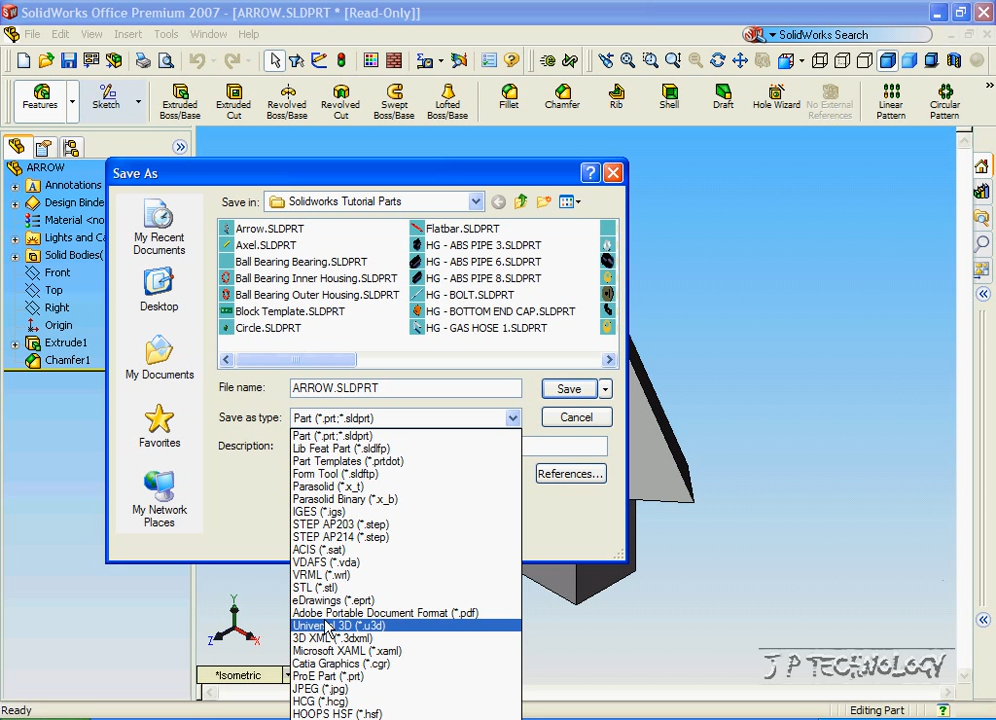 SolidWorks Office Premium 2007 - [ARROW.SLDPRT * [Read-Only]]
File Edit View Insert Tools Window Help SolidWorks Search
Features Sketch Extruded Boss/Base Extruded Cut Revolved Boss/Base Revolved Cut Swept Boss/Base Lofted Boss/Base Fillet Chamfer Rib Shell Draft Hole Wizard No External References Linear Pattern Circular Pattern
ARROW
Annotations
Design Binde
Material <no
Lights and Ca
Solid Bodies(
Front
Top
Right
Origin
Extrude1
Chamfer1
Save As
Save in: Solidworks Tutorial Parts
My Recent Documents
Desktop
My Documents
Favorites
My Network Places
Arrow.SLDPRT
Axel.SLDPRT
Ball Bearing Bearing.SLDPRT
Ball Bearing Inner Housing.SLDPRT
Ball Bearing Outer Housing.SLDPRT
Block Template.SLDPRT
Circle.SLDPRT
Flatbar.SLDPRT
HG - ABS PIPE 3.SLDPRT
HG - ABS PIPE 6.SLDPRT
HG - ABS PIPE 8.SLDPRT
HG - BOLT.SLDPRT
HG - BOTTOM END CAP.SLDPRT
HG - GAS HOSE 1.SLDPRT
File name: ARROW.SLDPRT Save
Save as type: Part (*.prt;*.sldprt) Cancel
Description:
References...
Part (*.prt;*.sldprt)
Lib Feat Part (*.sldlfp)
Part Templates (*.prtdot)
Form Tool (*.sldftp)
Parasolid (*.x_t)
Parasolid Binary (*.x_b)
IGES (*.igs)
STEP AP203 (*.step)
STEP AP214 (*.step)
ACIS (*.sat)
VDAFS (*.vda)
VRML (*.wrl)
STL (*.stl)
eDrawings (*.eprt)
Adobe Portable Document Format (*.pdf)
Universal 3D (*.u3d)
3D XML (*.3dxml)
Microsoft XAML (*.xaml)
Catia Graphics (*.cgr)
ProE Part (*.prt)
JPEG (*.jpg)
HCG (*.hcg)
HOOPS HSF (*.hsf)
Y
Z X
*Isometric
J P TECHNOLOGY
Ready Editing Part